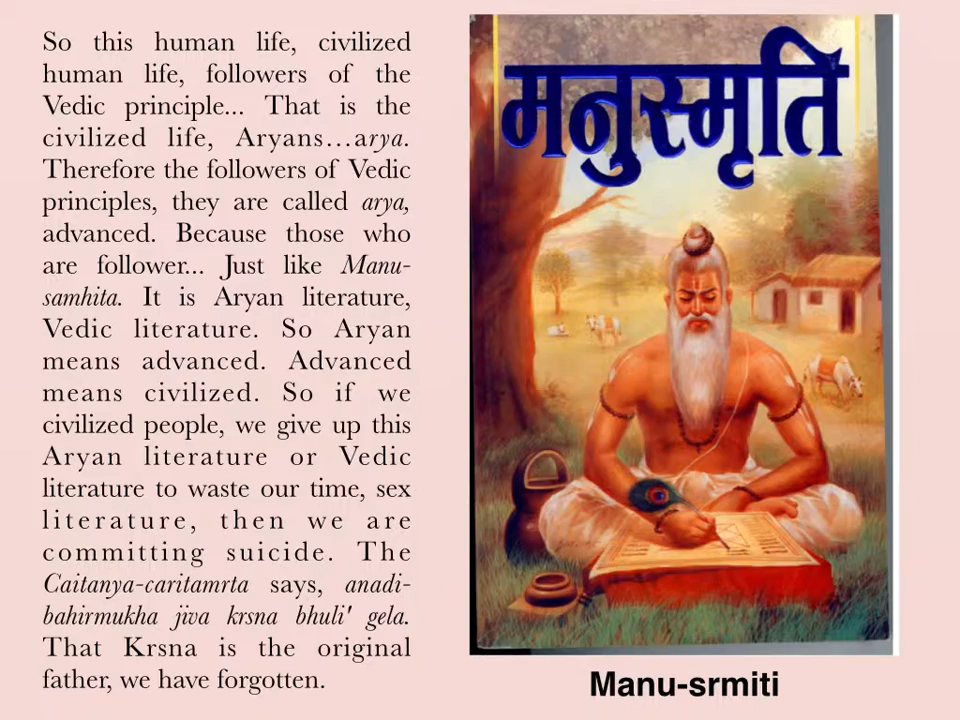 So this human life, civilized
human life, followers of the
Vedic principle... That is the
civilized life, Aryans...arya.
Therefore the followers of Vedic
principles, they are called arya,
advanced. Because those who
are follower... Just like Manu-
samhita. It is Aryan literature,
Vedic literature. So Aryan
means advanced. Advanced
means civilized. So if we
civilized people, we give up this
Aryan literature or Vedic
literature to waste our time, sex
literature, then we are
committing suicide. The
Caitanya-caritamrta says, anadi-
bahirmukha jiva krsna bhuli' gela.
That Krsna is the original
father, we have forgotten.
मनुस्मृति
Manu-srmiti